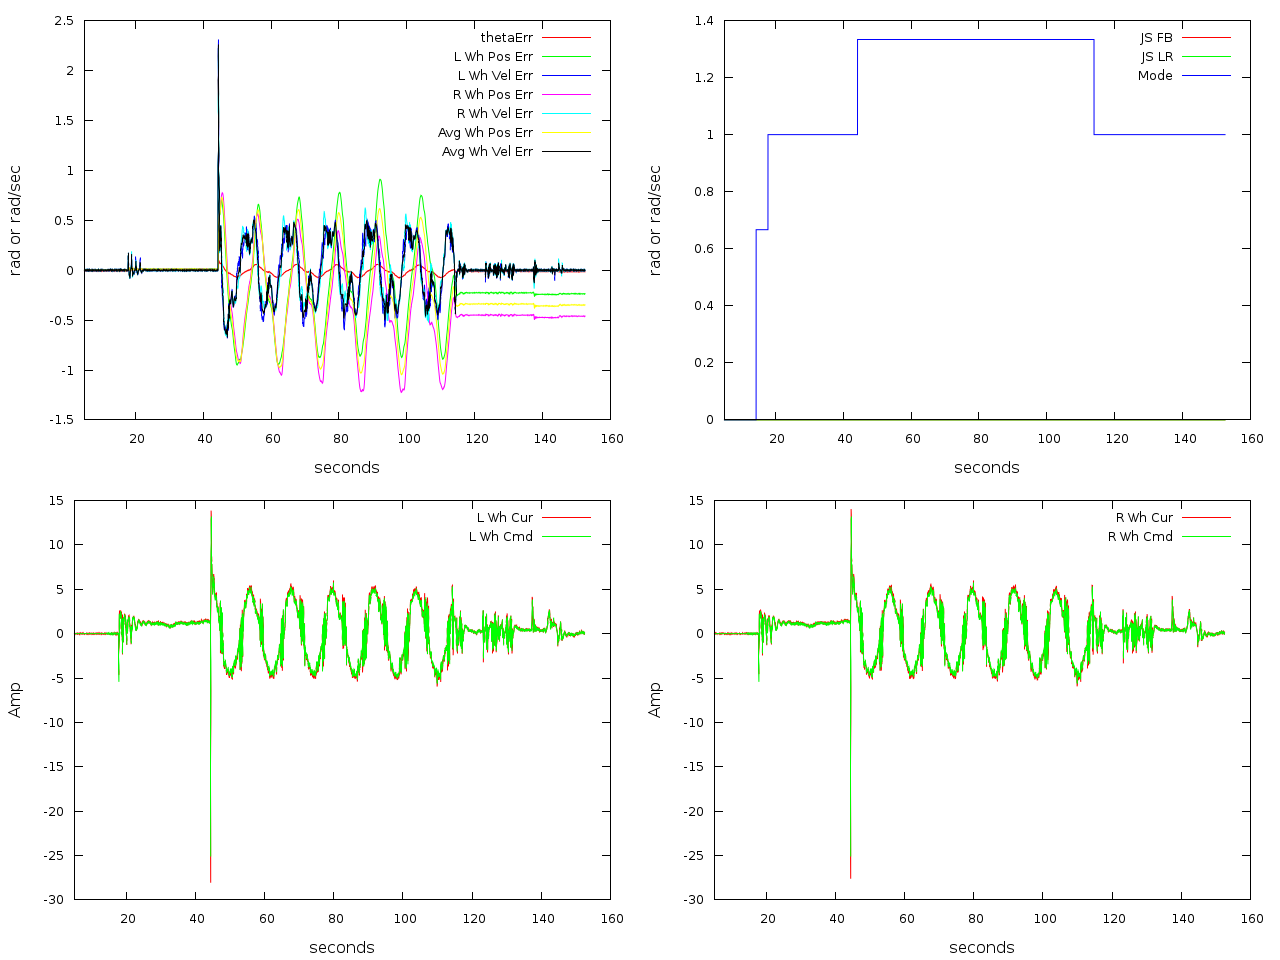 2.5
2
1.5
1
0.5
0
-0.5
-1
-1.5
rad or rad/sec
thetaErr
L Wh Pos Err
L Wh Vel Err
R Wh Pos Err
R Wh Vel Err
Avg Wh Pos Err
Avg Wh Vel Err
20 40 60 80 100 120 140 160
seconds
1.4
1.2
1
0.8
0.6
0.4
0.2
0
rad or rad/sec
JS FB
JS LR
Mode
20 40 60 80 100 120 140 160
seconds
15
10
5
0
-5
-10
-15
-20
-25
-30
Amp
L Wh Cur
L Wh Cmd
20 40 60 80 100 120 140 160
seconds
15
10
5
0
-5
-10
-15
-20
-25
-30
Amp
R Wh Cur
R Wh Cmd
20 40 60 80 100 120 140 160
seconds